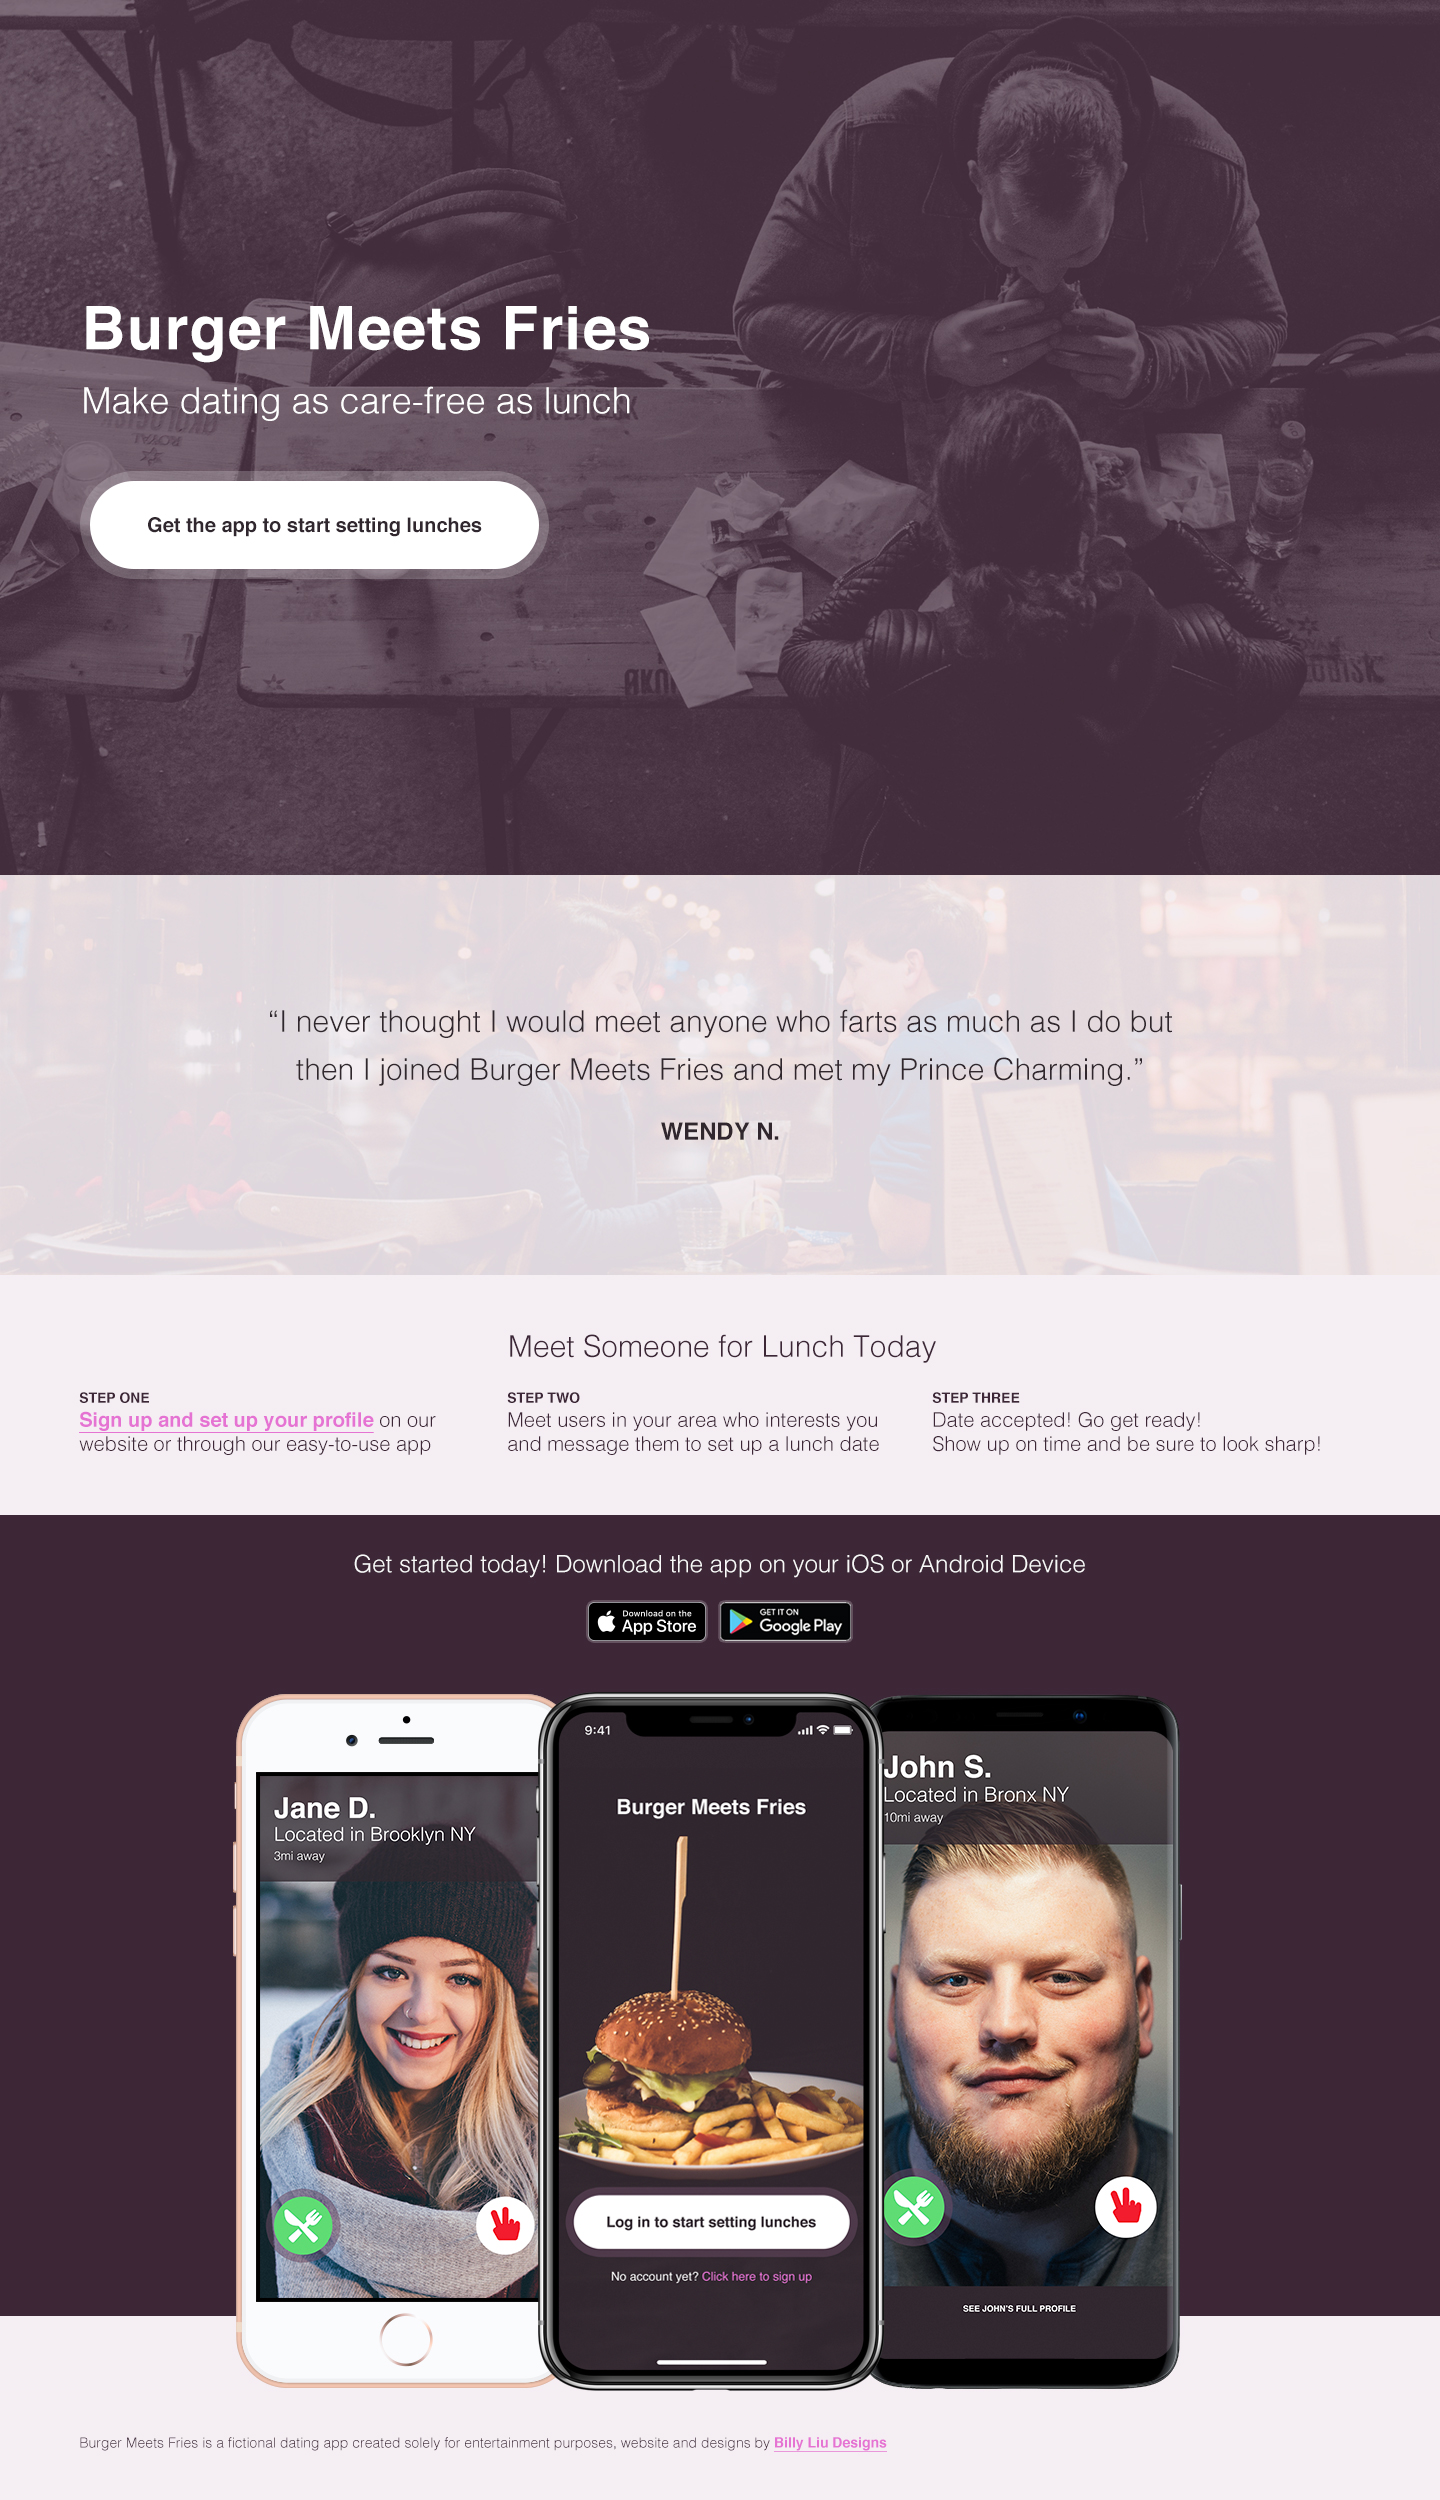 Burger Meets Fries
Make dating as care-free as lunch
Get the app to start setting lunches
“I never thought I would meet anyone who farts as much as I do but
then I joined Burger Meets Fries and met my Prince Charming.”
WENDY N.
Meet Someone for Lunch Today
STEP ONE
Sign up and set up your profile on our
website or through our easy-to-use app
STEP TWO
Meet users in your area who interests you
and message them to set up a lunch date
STEP THREE
Date accepted! Go get ready!
Show up on time and be sure to look sharp!
Get started today! Download the app on your iOS or Android Device
Download on the
App Store
GET IT ON
Google Play
Jane D.
Located in Brooklyn NY
3mi away
9:41
Burger Meets Fries
Log in to start setting lunches
No account yet? Click here to sign up
John S.
Located in Bronx NY
10mi away
SEE JOHN'S FULL PROFILE
Burger Meets Fries is a fictional dating app created solely for entertainment purposes, website and designs by Billy Liu Designs